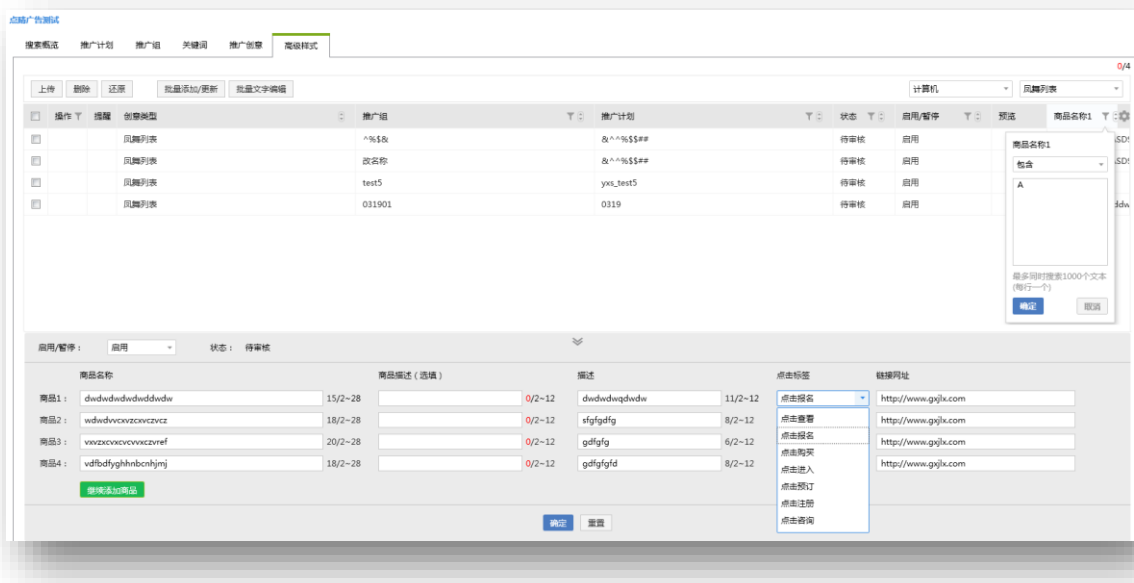 点睛广告测试
搜索概览 推广计划 推广组 关键词 推广创意 高级样式
0/4
上传 删除 还原 批量添加/更新 批量文字编辑 计算机 凤舞列表
操作 提醒 创意类型 推广组 推广计划 状态 启用/暂停 预览 商品名称1
凤舞列表 ^%$& &^^%$$## 待审核 启用
凤舞列表 改名称 &^^%$$## 待审核 启用
凤舞列表 test5 yxs_test5 待审核 启用
凤舞列表 031901 0319 待审核 启用
商品名称1
包含
A
最多同时搜索1000个文本
(每行一个)
确定 取消
启用/暂停： 启用 状态： 待审核
商品名称 商品描述（选填） 描述 点击标签 链接网址
商品1： dwdwdwdwdwddwdw 15/2~28 0/2~12 dwdwdwqdwdw 11/2~12 点击报名 http://www.gxjlx.com
商品2： wdwdvvcxvzcxvczvcz 18/2~28 0/2~12 sfgfgdfg 8/2~12 http://www.gxjlx.com
商品3： vxvzxcvxcvcvvxczvref 20/2~28 0/2~12 gdfgfg 6/2~12 http://www.gxjlx.com
商品4： vdfbdfyghhnbcnhjmj 18/2~28 0/2~12 gdfgfgfd 8/2~12 http://www.gxjlx.com
点击查看
点击报名
点击购买
点击进入
点击预订
点击注册
点击咨询
继续添加商品
确定 重置